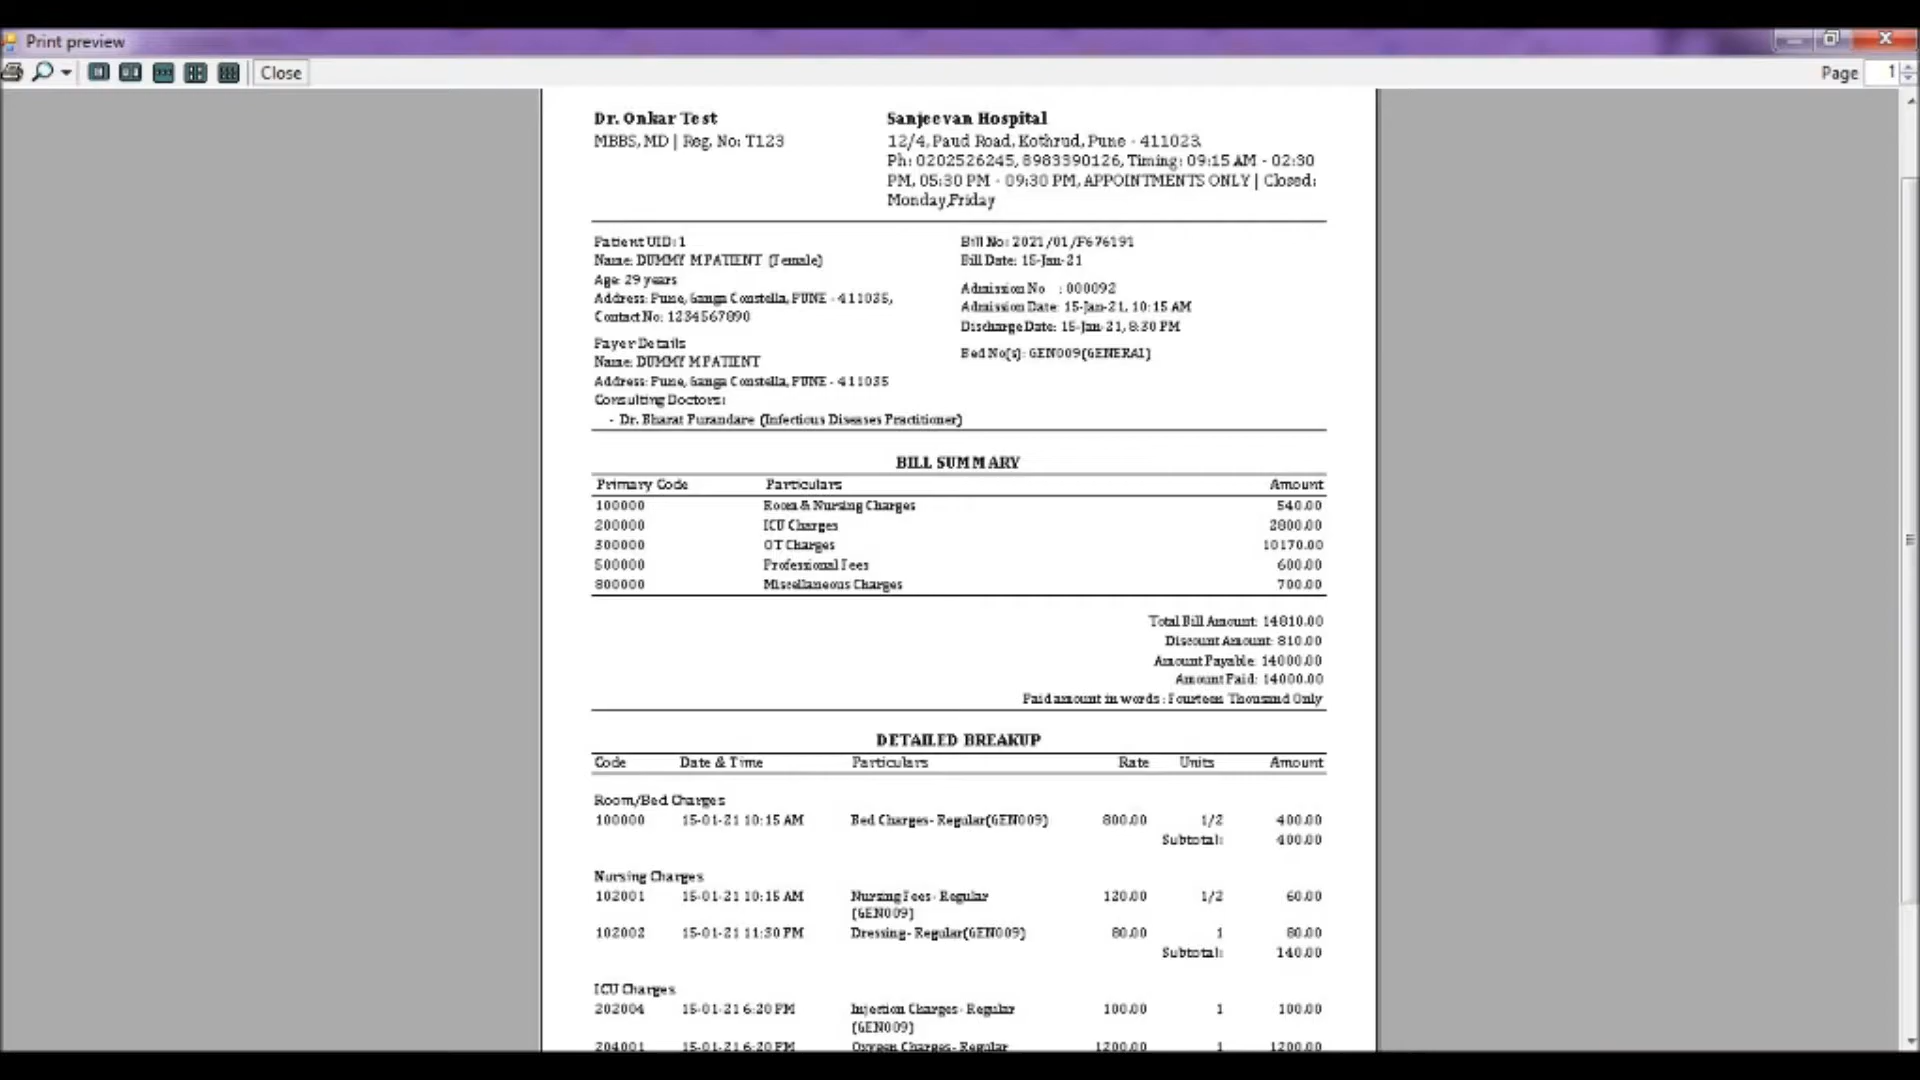 Print preview
Close
Page 1
Dr. Onkar Test
MBBS, MD | Reg. No: T123
Sanjeevan Hospital
12/4, Paud Road, Kothrud, Pune - 411023,
Ph: 0202526245, 8983390126, Timing: 09:15 AM - 02:30
PM, 05:30 PM - 09:30 PM, APPOINTMENTS ONLY | Closed:
Monday,Friday
Patient UID: 1
Name: DUMMY M PATIENT (Female)
Age: 29 years
Address: Pune, Ganga Constella, PUNE - 411035,
Contact No: 1234567890
Payer Details
Name: DUMMY M PATIENT
Address: Pune, Ganga Constella, PUNE - 411035
Consulting Doctors:
- Dr. Bharat Purandare (Infectious Diseases Practitioner)
Bill No: 2021/01/F676191
Bill Date: 15-Jan-21
Admission No : 000092
Admission Date: 15-Jan-21, 10:15 AM
Discharge Date: 15-Jan-21, 8:30 PM
Bed No(s): GEN009(GENERAL)
BILL SUMMARY
Primary Code Particulars Amount
100000 Room & Nursing Charges 540.00
200000 ICU Charges 2800.00
300000 OT Charges 10170.00
500000 Professional Fees 600.00
800000 Miscellaneous Charges 700.00
Total Bill Amount: 14810.00
Discount Amount: 810.00
Amount Payable: 14000.00
Amount Paid: 14000.00
Paid amount in words : Fourteen Thousand Only
DETAILED BREAKUP
Code Date & Time Particulars Rate Units Amount
Room/Bed Charges
100000 15-01-21 10:15 AM Bed Charges- Regular(GEN009) 800.00 1/2 400.00
Subtotal: 400.00
Nursing Charges
102001 15-01-21 10:15 AM Nursing Fees- Regular 120.00 1/2 60.00
(GEN009)
102002 15-01-21 11:30 PM Dressing- Regular(GEN009) 80.00 1 80.00
Subtotal: 140.00
ICU Charges
202004 15-01-21 6:20 PM Injection Charges- Regular 100.00 1 100.00
(GEN009)
204001 15-01-21 6:20 PM Oxygen Charges- Regular 1200.00 1 1200.00